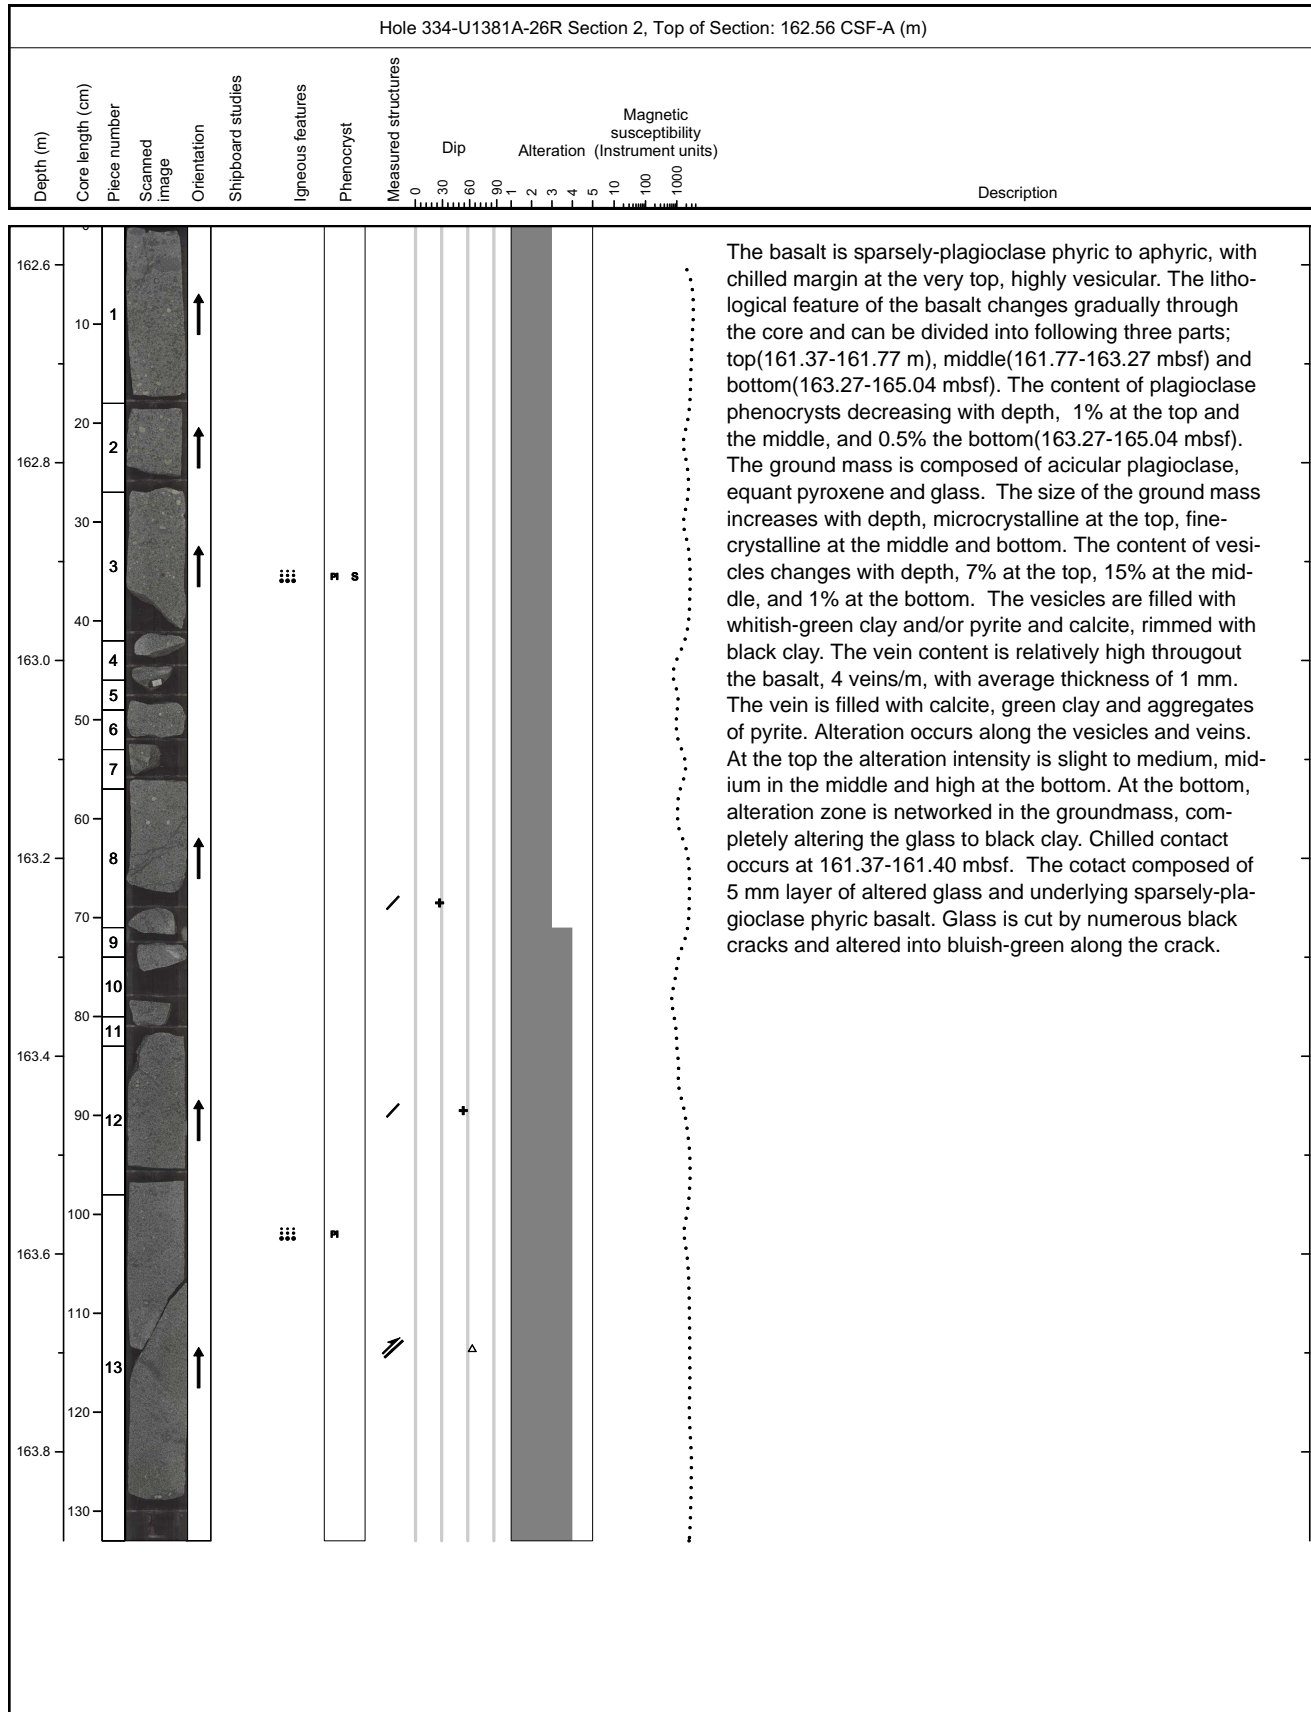 Hole 334-U1381A-26R Section 2, Top of Section: 162.56 CSF-A (m)
Depth (m)
Core length (cm)
Piece number
Scanned
image
Orientation
Shipboard studies
Igneous features
Phenocryst
Measured structures
Dip
0 30 60 90
Alteration
1 2 3 4 5
Magnetic
susceptibility
(Instrument units)
10 100 1000
Description
The basalt is sparsely-plagioclase phyric to aphyric, with
chilled margin at the very top, highly vesicular. The litho-
logical feature of the basalt changes gradually through
the core and can be divided into following three parts;
top(161.37-161.77 m), middle(161.77-163.27 mbsf) and
bottom(163.27-165.04 mbsf). The content of plagioclase
phenocrysts decreasing with depth, 1% at the top and
the middle, and 0.5% the bottom(163.27-165.04 mbsf).
The ground mass is composed of acicular plagioclase,
equant pyroxene and glass. The size of the ground mass
increases with depth, microcrystalline at the top, fine-
crystalline at the middle and bottom. The content of vesi-
cles changes with depth, 7% at the top, 15% at the mid-
dle, and 1% at the bottom. The vesicles are filled with
whitish-green clay and/or pyrite and calcite, rimmed with
black clay. The vein content is relatively high througout
the basalt, 4 veins/m, with average thickness of 1 mm.
The vein is filled with calcite, green clay and aggregates
of pyrite. Alteration occurs along the vesicles and veins.
At the top the alteration intensity is slight to medium, mid-
ium in the middle and high at the bottom. At the bottom,
alteration zone is networked in the groundmass, com-
pletely altering the glass to black clay. Chilled contact
occurs at 161.37-161.40 mbsf. The cotact composed of
5 mm layer of altered glass and underlying sparsely-pla-
gioclase phyric basalt. Glass is cut by numerous black
cracks and altered into bluish-green along the crack.
162.6
162.8
163.0
163.2
163.4
163.6
163.8
0
10
20
30
40
50
60
70
80
90
100
110
120
130
1
2
3
4
5
6
7
8
9
10
11
12
13
Pl S
Pl